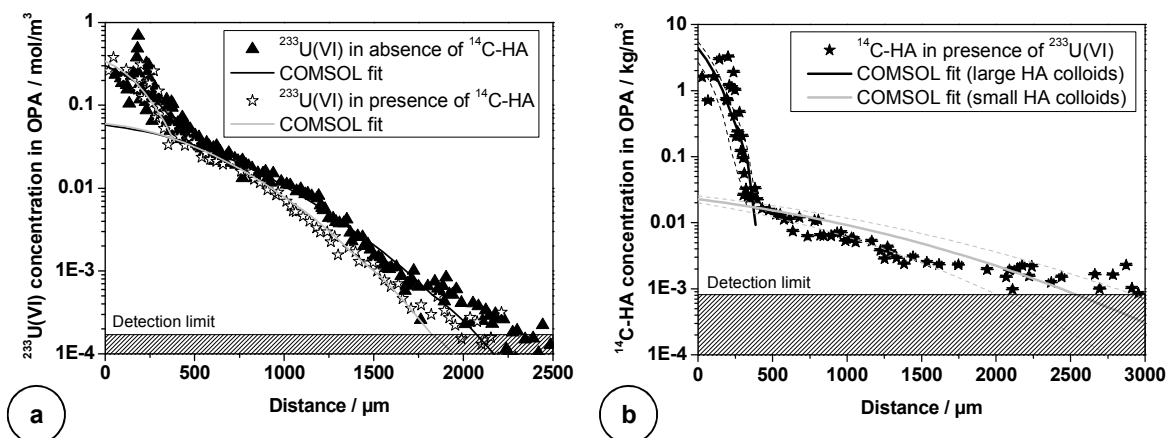 ²³³U(VI) concentration in OPA / mol/m³
1
0.1
0.01
1E-3
1E-4
²³³U(VI) in absence of ¹⁴C-HA
COMSOL fit
²³³U(VI) in presence of ¹⁴C-HA
COMSOL fit
Detection limit
0 500 1000 1500 2000 2500
Distance / µm
a
¹⁴C-HA concentration in OPA / kg/m³
10
1
0.1
0.01
1E-3
1E-4
¹⁴C-HA in presence of ²³³U(VI)
COMSOL fit (large HA colloids)
COMSOL fit (small HA colloids)
Detection limit
0 500 1000 1500 2000 2500 3000
Distance / µm
b